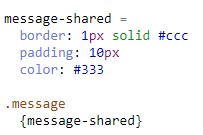 message-shared =
  border: 1px solid #ccc
  padding: 10px
  color: #333

.message
  {message-shared}